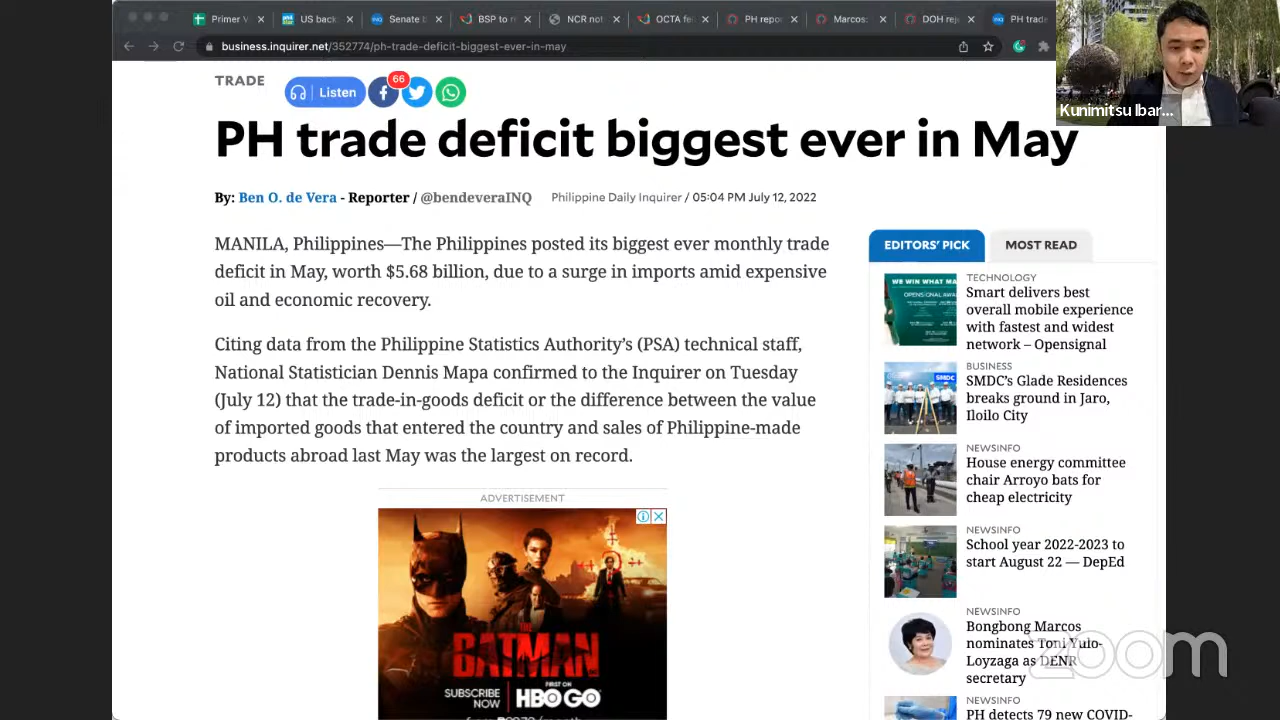 Primer V
US back
Senate b
BSP to r
NCR not
OCTA fe
PH repor
Marcos:
DOH rej
PH trade
business.inquirer.net/352774/ph-trade-deficit-biggest-ever-in-may
Kunimitsu Ibar...
TRADE
Listen
66
PH trade deficit biggest ever in May
By: Ben O. de Vera - Reporter / @bendeveraINQ
Philippine Daily Inquirer / 05:04 PM July 12, 2022
MANILA, Philippines—The Philippines posted its biggest ever monthly trade
deficit in May, worth $5.68 billion, due to a surge in imports amid expensive
oil and economic recovery.
Citing data from the Philippine Statistics Authority's (PSA) technical staff,
National Statistician Dennis Mapa confirmed to the Inquirer on Tuesday
(July 12) that the trade-in-goods deficit or the difference between the value
of imported goods that entered the country and sales of Philippine-made
products abroad last May was the largest on record.
ADVERTISEMENT
THE
BATMAN
SUBSCRIBE
NOW
FIRST ON
HBO GO
EDITORS' PICK
MOST READ
WE WIN WHAT MA
TECHNOLOGY
Smart delivers best
overall mobile experience
with fastest and widest
network – Opensignal
SMDC
BUSINESS
SMDC's Glade Residences
breaks ground in Jaro,
Iloilo City
NEWSINFO
House energy committee
chair Arroyo bats for
cheap electricity
NEWSINFO
School year 2022-2023 to
start August 22 — DepEd
NEWSINFO
Bongbong Marcos
nominates Toni Yulo-
Loyzaga as DENR
secretary
NEWSINFO
PH detects 79 new COVID-
zoom